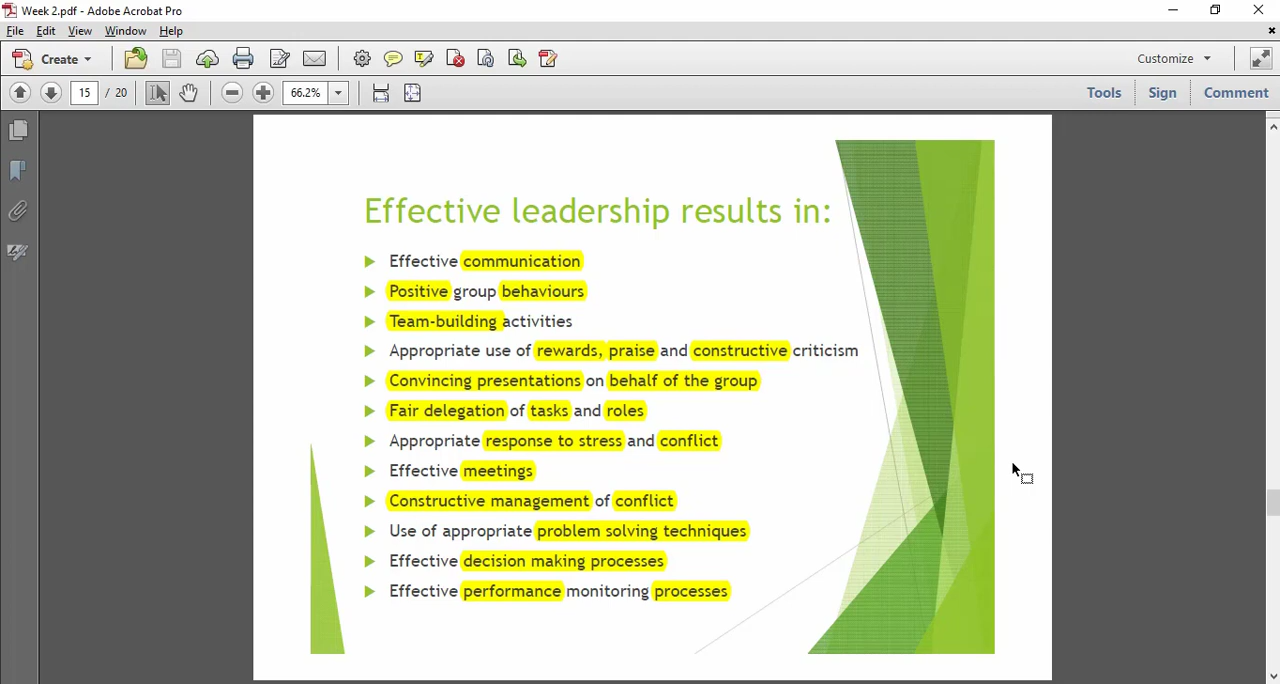 Week 2.pdf - Adobe Acrobat Pro
File Edit View Window Help
Create Customize
15 / 20 66.2% Tools Sign Comment
Effective leadership results in:
Effective communication
Positive group behaviours
Team-building activities
Appropriate use of rewards, praise and constructive criticism
Convincing presentations on behalf of the group
Fair delegation of tasks and roles
Appropriate response to stress and conflict
Effective meetings
Constructive management of conflict
Use of appropriate problem solving techniques
Effective decision making processes
Effective performance monitoring processes